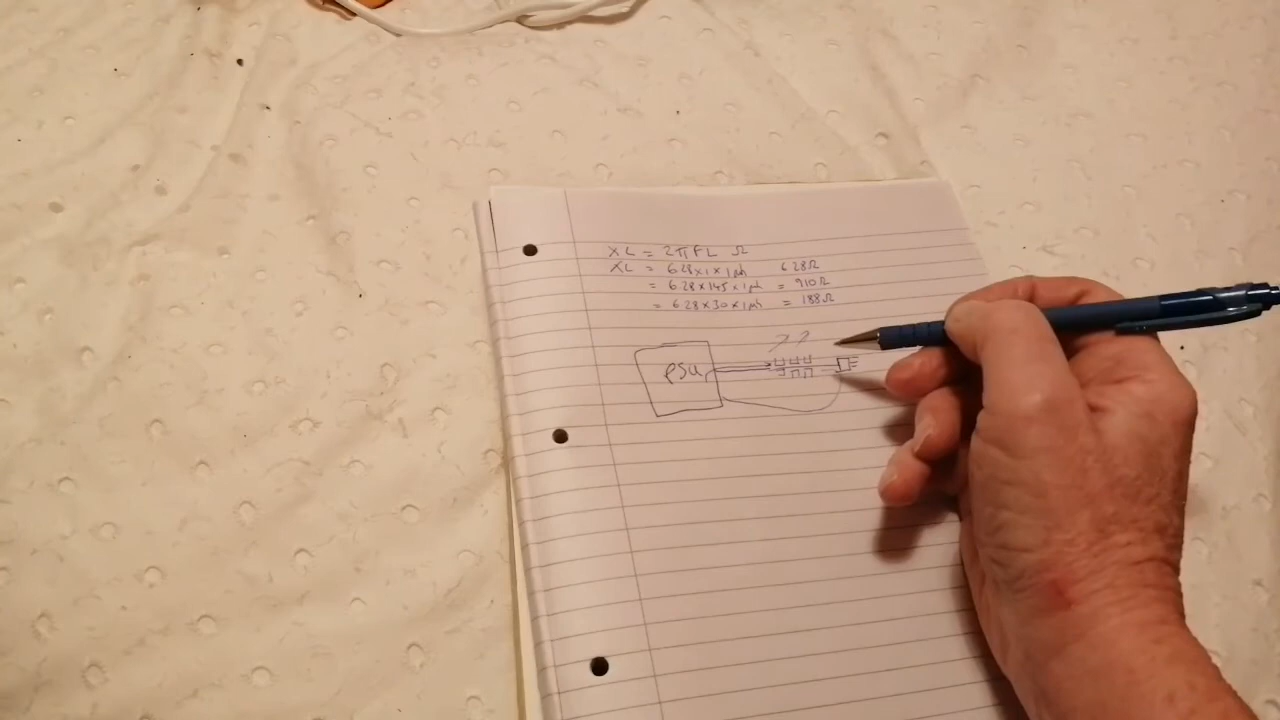 XL = 2πFL Ω
XL = 6.28×1×1μh 6.28Ω
= 6.28×145×1μh = 910Ω
= 6.28×30×1μh = 188Ω
PSU